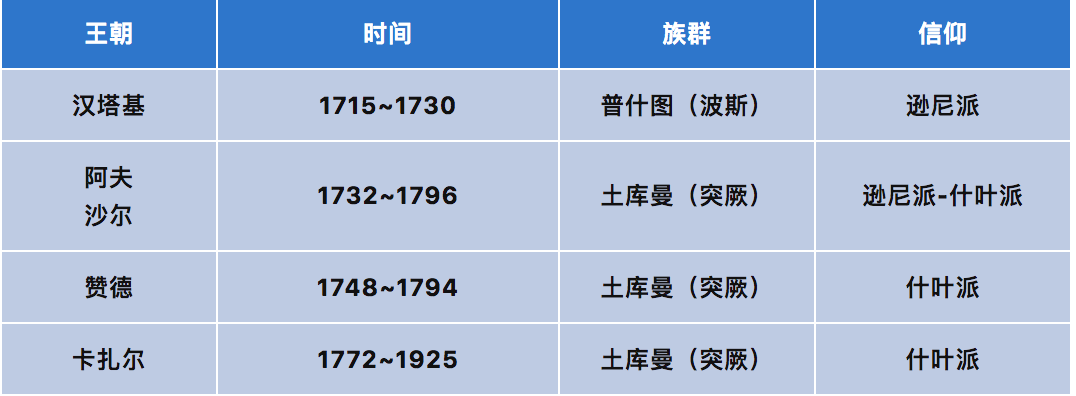 王朝 时间 族群 信仰
汉塔基 1715~1730 普什图（波斯） 逊尼派
阿夫
沙尔 1732~1796 土库曼（突厥） 逊尼派-什叶派
赞德 1748~1794 土库曼（突厥） 什叶派
卡扎尔 1772~1925 土库曼（突厥） 什叶派